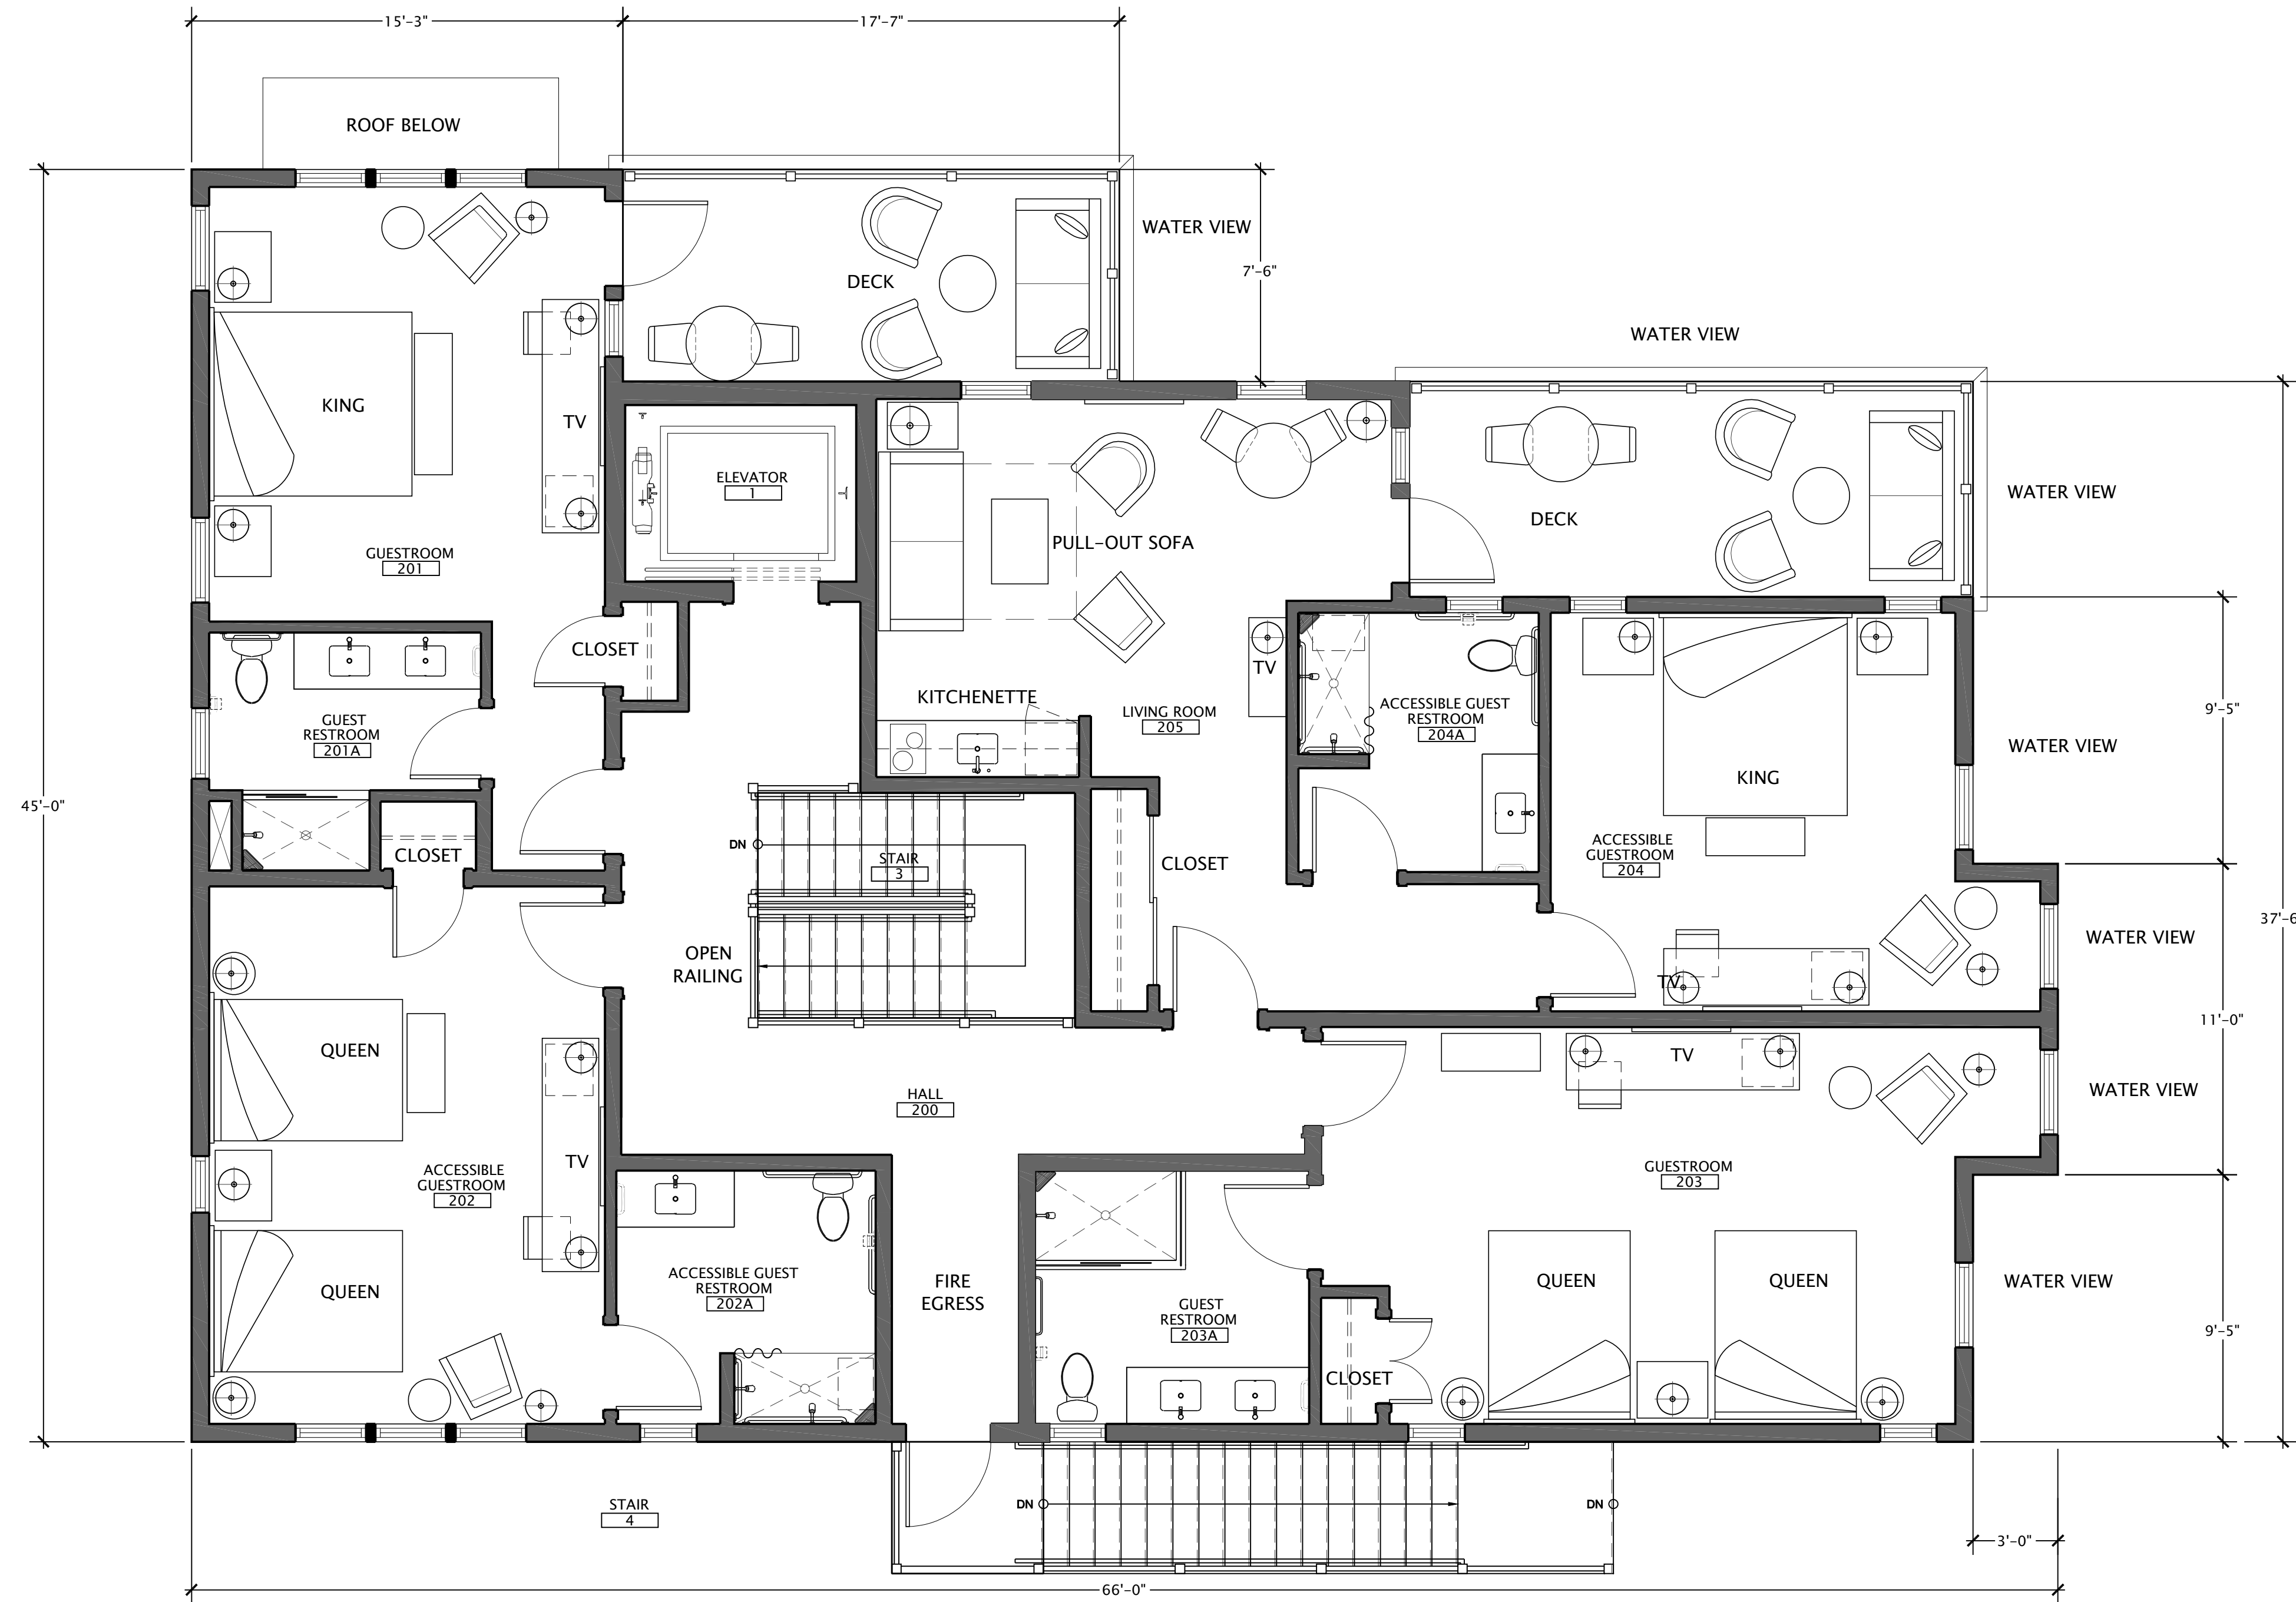 15'-3"
17'-7"
ROOF BELOW
WATER VIEW
7'-6"
DECK
WATER VIEW
KING
TV
ELEVATOR
1
WATER VIEW
DECK
PULL-OUT SOFA
GUESTROOM
201
CLOSET
TV
KITCHENETTE
LIVING ROOM
205
ACCESSIBLE GUEST
RESTROOM
204A
9'-5"
GUEST
RESTROOM
201A
WATER VIEW
KING
45'-0"
DN
STAIR
3
CLOSET
CLOSET
ACCESSIBLE
GUESTROOM
204
37'-6
WATER VIEW
OPEN
RAILING
TV
11'-0"
QUEEN
TV
HALL
200
WATER VIEW
ACCESSIBLE
GUESTROOM
202
TV
GUESTROOM
203
QUEEN
ACCESSIBLE GUEST
RESTROOM
202A
FIRE
EGRESS
GUEST
RESTROOM
203A
QUEEN
QUEEN
WATER VIEW
9'-5"
CLOSET
STAIR
4
DN
DN
3'-0"
66'-0"